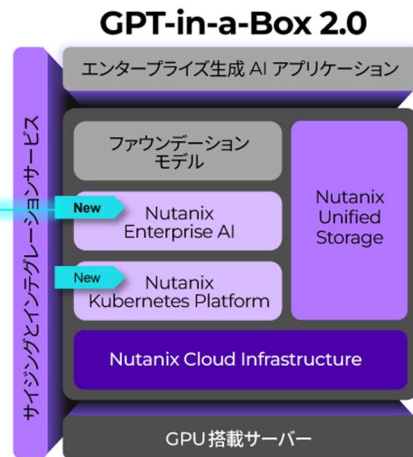 GPT-in-a-Box 2.0
エンタープライズ生成 AI アプリケーション
サイジングとインテグレーションサービス
ファウンデーション
モデル
New
Nutanix
Enterprise AI
New
Nutanix
Kubernetes Platform
Nutanix
Unified
Storage
Nutanix Cloud Infrastructure
GPU 搭載サーバー